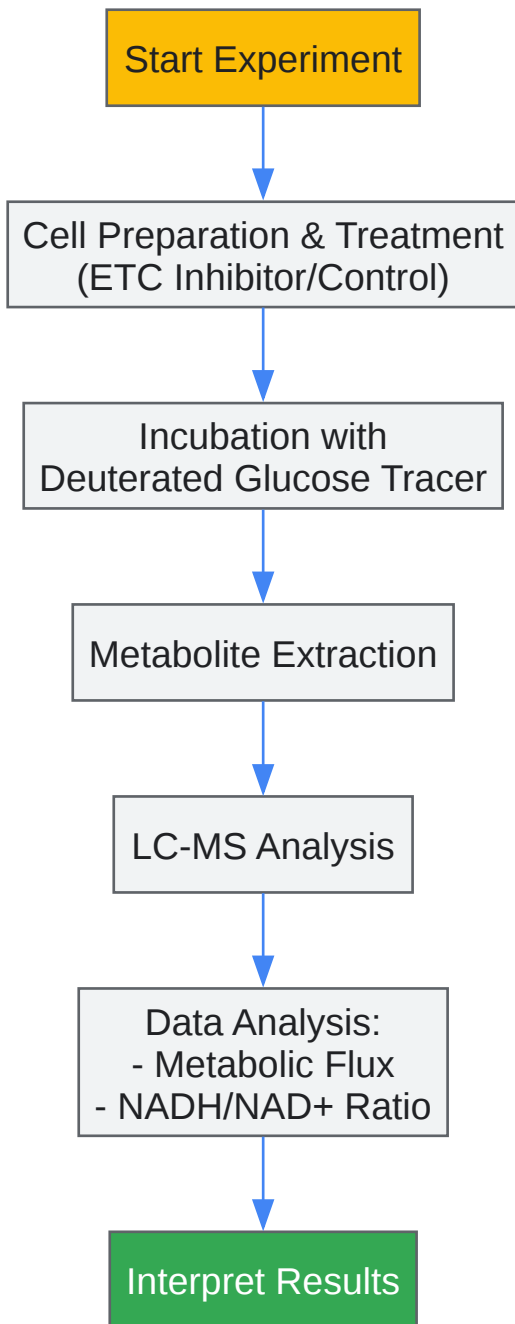 Start Experiment
Cell Preparation & Treatment
(ETC Inhibitor/Control)
Incubation with
Deuterated Glucose Tracer
Metabolite Extraction
LC-MS Analysis
Data Analysis:
- Metabolic Flux
- NADH/NAD+ Ratio
Interpret Results